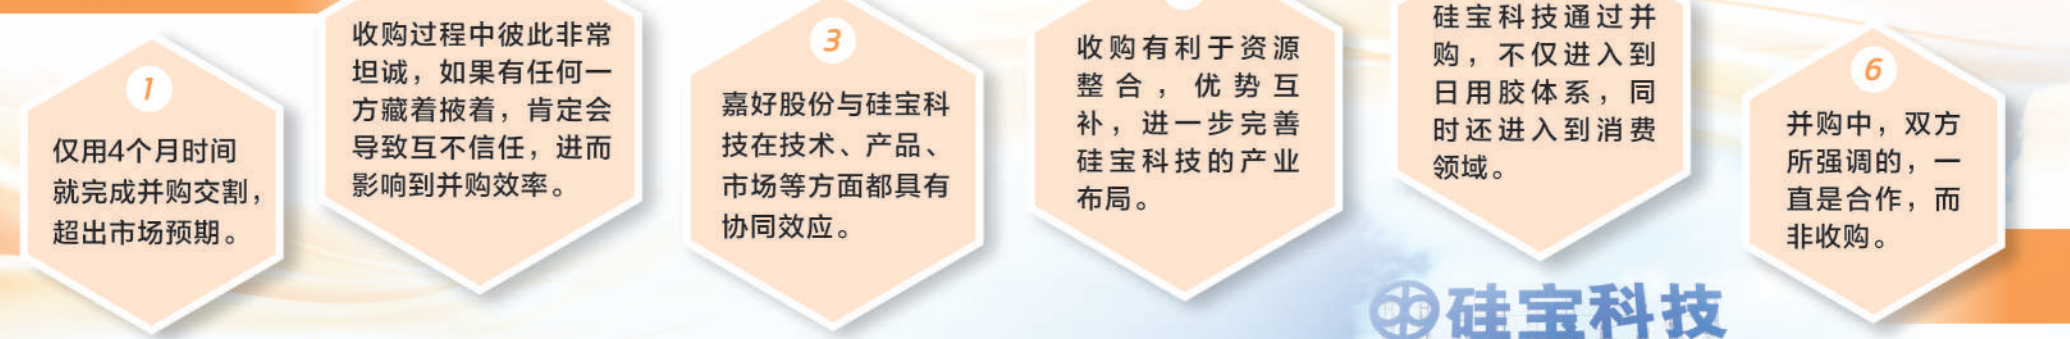 1
仅用4个月时间
就完成并购交割，
超出市场预期。
收购过程中彼此非常
坦诚，如果有任何一
方藏着掖着，肯定会
导致互不信任，进而
影响到并购效率。
3
嘉好股份与硅宝科
技在技术、产品、
市场等方面都具有
协同效应。
收购有利于资源
整合，优势互
补，进一步完善
硅宝科技的产业
布局。
硅宝科技通过并
购，不仅进入到
日用胶体系，同
时还进入到消费
领域。
6
并购中，双方
所强调的，一
直是合作，而
非收购。
硅宝科技